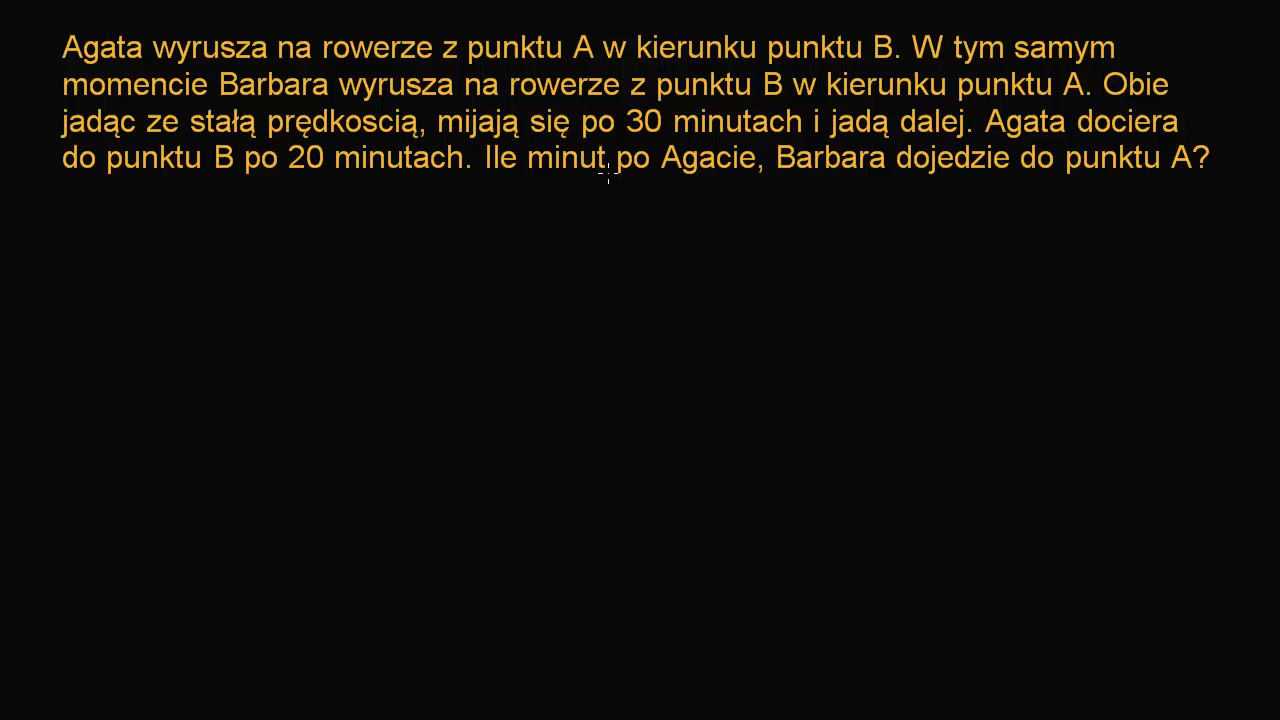 Agata wyrusza na rowerze z punktu A w kierunku punktu B. W tym samym
momencie Barbara wyrusza na rowerze z punktu B w kierunku punktu A. Obie
jadąc ze stałą prędkoscią, mijają się po 30 minutach i jadą dalej. Agata dociera
do punktu B po 20 minutach. Ile minut po Agacie, Barbara dojedzie do punktu A?